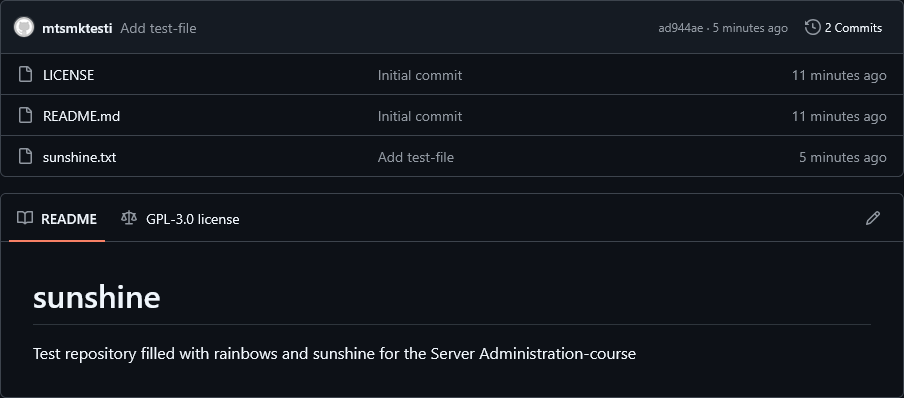 mtsmktesti Add test-file ad944ae · 5 minutes ago 2 Commits
LICENSE Initial commit 11 minutes ago
README.md Initial commit 11 minutes ago
sunshine.txt Add test-file 5 minutes ago
README GPL-3.0 license
sunshine
Test repository filled with rainbows and sunshine for the Server Administration-course